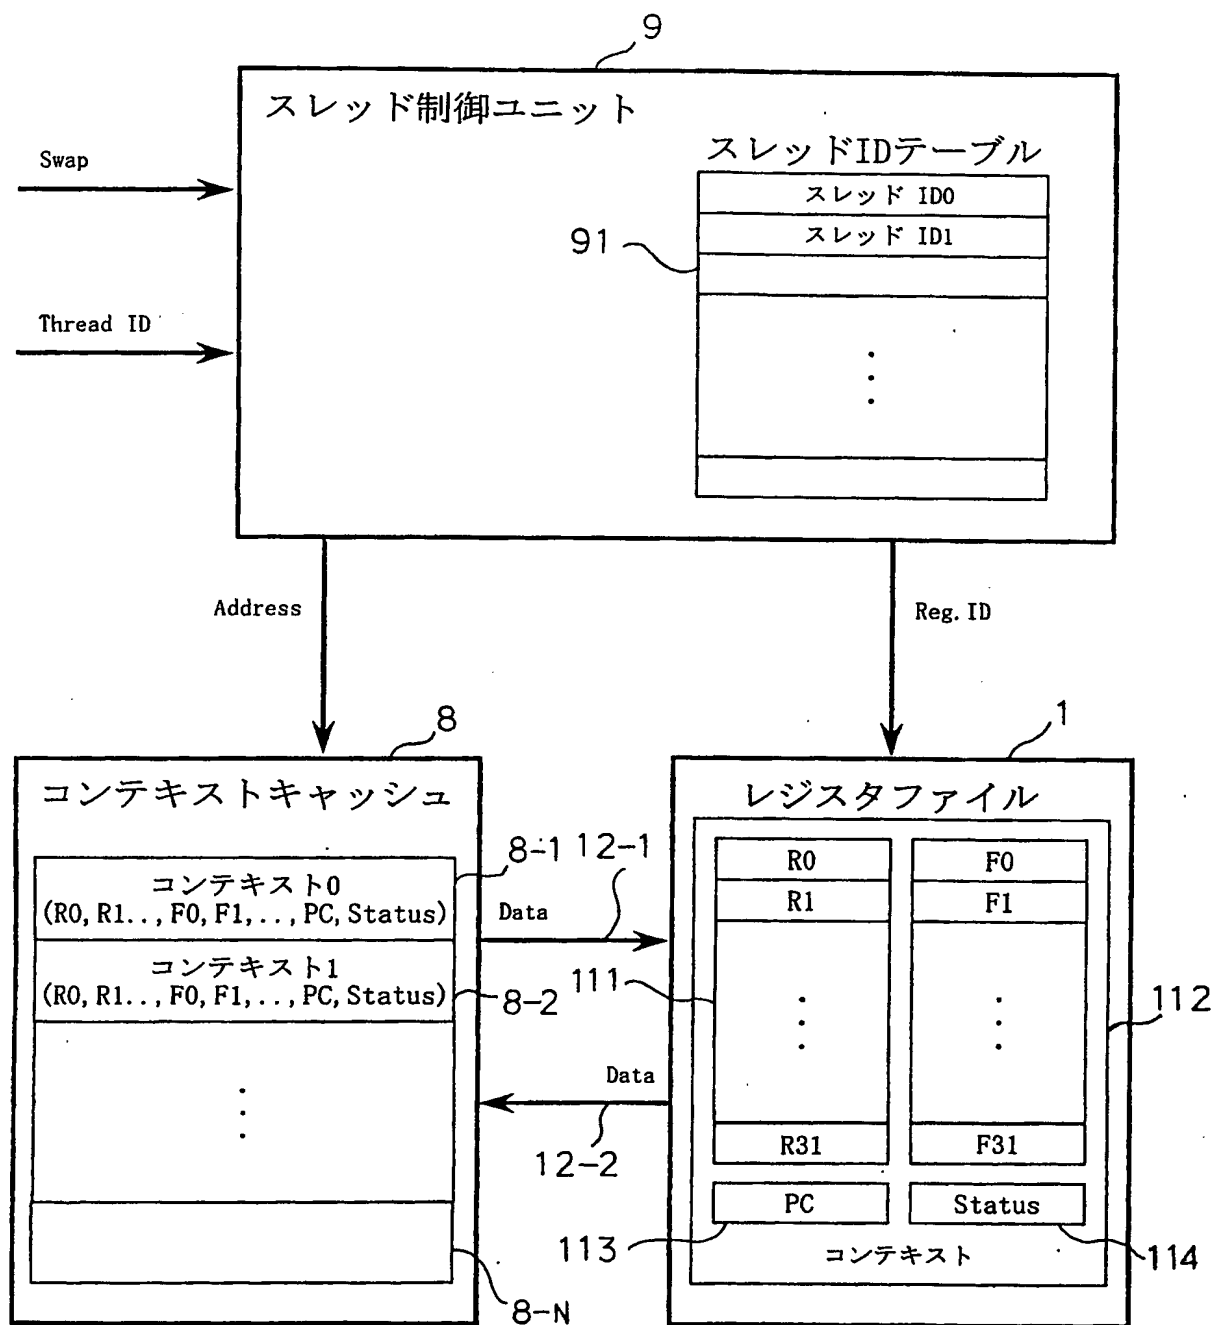 9
スレッド制御ユニット
スレッドIDテーブル
Swap
スレッド ID0
スレッド ID1
91
Thread ID
Address
Reg.ID
8
1
コンテキストキャッシュ
レジスタファイル
8-1
12-1
コンテキスト0
(R0, R1.., F0, F1,.., PC, Status)
Data
R0
F0
R1
F1
コンテキスト1
(R0, R1.., F0, F1,.., PC, Status)
8-2
111
112
Data
12-2
R31
F31
PC
Status
113
コンテキスト
114
8-N